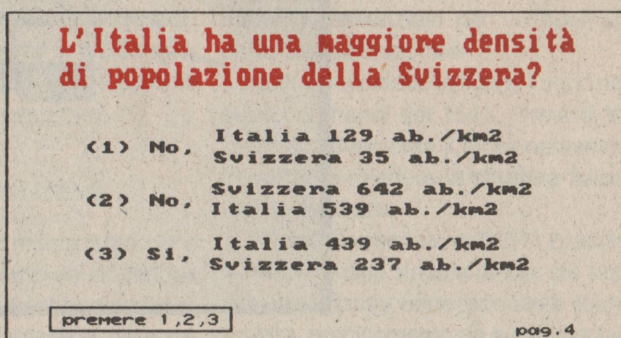 L'Italia ha una maggiore densità
di popolazione della Svizzera?
(1) No, Italia 129 ab./km2
Svizzera 35 ab./km2
(2) No, Svizzera 642 ab./km2
Italia 539 ab./km2
(3) Si, Italia 439 ab./km2
Svizzera 237 ab./km2
premere 1,2,3
pag.4